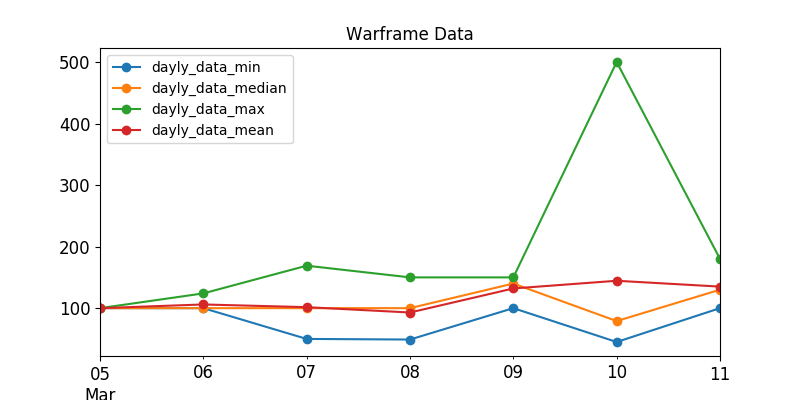 Warframe Data
dayly_data_min
dayly_data_median
dayly_data_max
dayly_data_mean
500
400
300
200
100
05 06 07 08 09 10 11
Mar